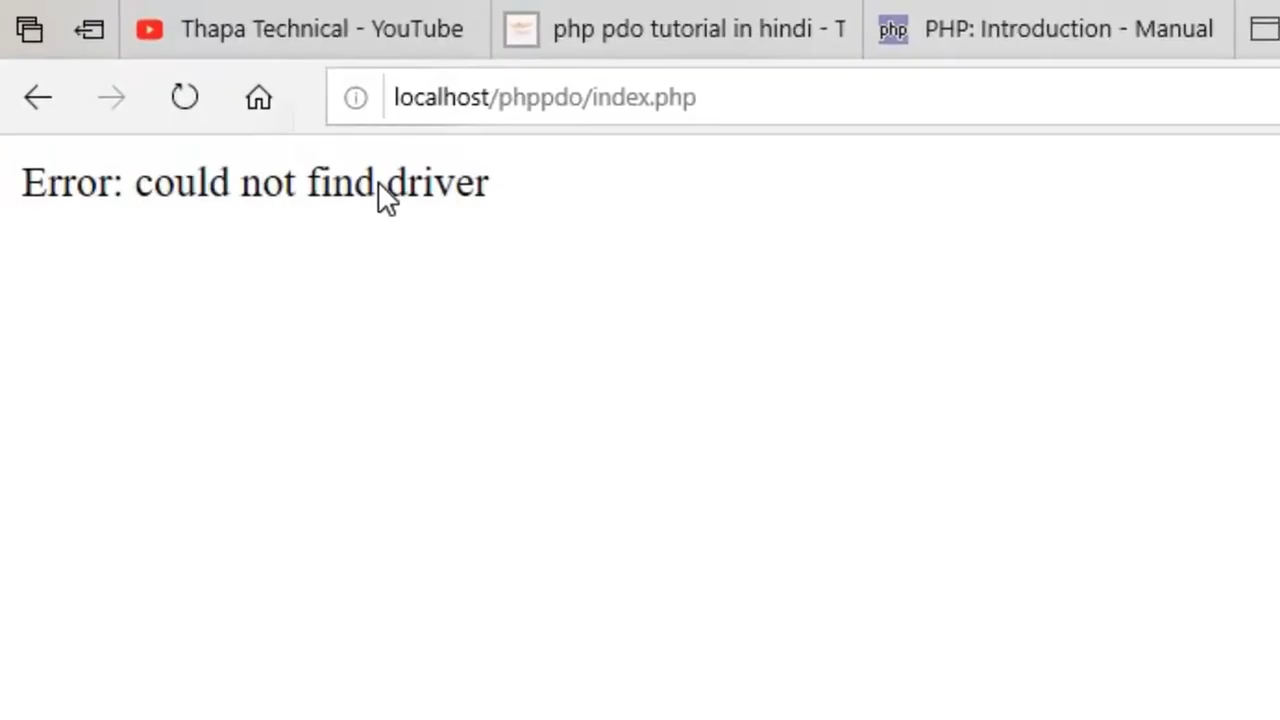 Thapa Technical - YouTube
php pdo tutorial in hindi - T
php PHP: Introduction - Manual
localhost/phppdo/index.php
Error: could not find driver